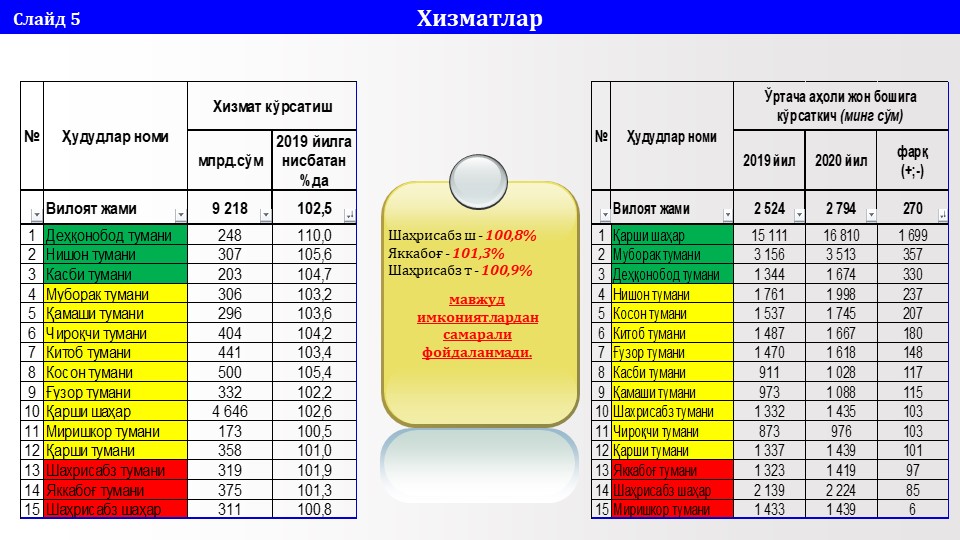 Слайд 5
Хизматлар
№ Ҳудудлар номи Хизмат кўрсатиш
млрд.сўм 2019 йилга нисбатан %да
Вилоят жами 9 218 102,5
1 Деҳқонобод тумани 248 110,0
2 Нишон тумани 307 105,6
3 Касби тумани 203 104,7
4 Муборак тумани 306 103,2
5 Қамаши тумани 296 103,6
6 Чироқчи тумани 404 104,2
7 Китоб тумани 441 103,4
8 Косон тумани 500 105,4
9 Ғузор тумани 332 102,2
10 Қарши шаҳар 4 646 102,6
11 Миришкор тумани 173 100,5
12 Қарши тумани 358 101,0
13 Шахрисабз тумани 319 101,9
14 Яккабоғ тумани 375 101,3
15 Шаҳрисабз шаҳар 311 100,8
Шаҳрисабз ш - 100,8%
Яккабоғ - 101,3%
Шаҳрисабз т - 100,9%
мавжуд
имкониятлардан
самарали
фойдаланмади.
№ Ҳудудлар номи Ўртача аҳоли жон бошига
кўрсаткич (минг сўм)
2019 йил 2020 йил фарқ (+;-)
Вилоят жами 2 524 2 794 270
1 Қарши шаҳар 15 111 16 810 1 699
2 Муборак тумани 3 156 3 513 357
3 Деҳқонобод тумани 1 344 1 674 330
4 Нишон тумани 1 761 1 998 237
5 Косон тумани 1 537 1 745 207
6 Китоб тумани 1 487 1 667 180
7 Ғузор тумани 1 470 1 618 148
8 Касби тумани 911 1 028 117
9 Қамаши тумани 973 1 088 115
10 Шахрисабз тумани 1 332 1 435 103
11 Чироқчи тумани 873 976 103
12 Қарши тумани 1 337 1 439 101
13 Яккабоғ тумани 1 323 1 419 97
14 Шаҳрисабз шаҳар 2 139 2 224 85
15 Миришкор тумани 1 433 1 439 6